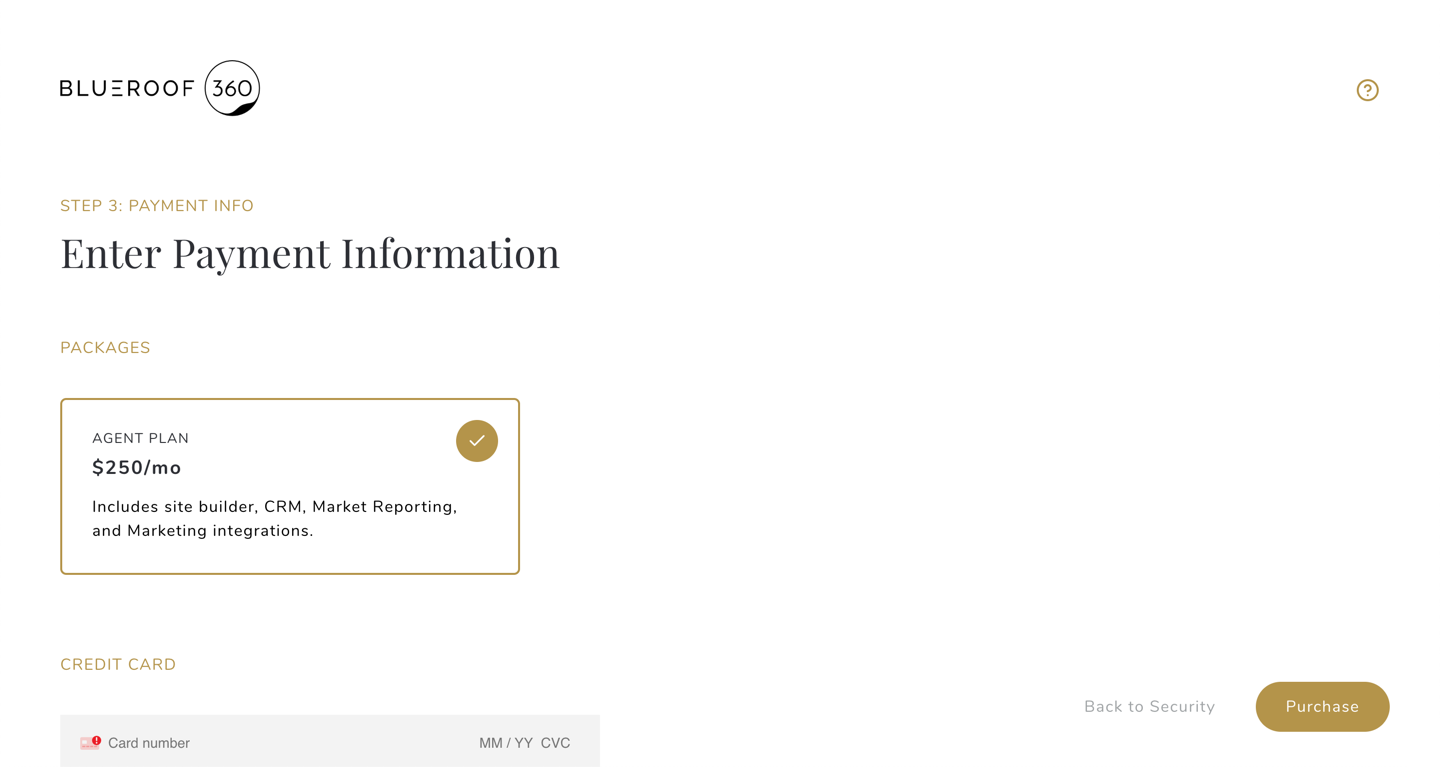 BLUEROOF 360
STEP 3: PAYMENT INFO
Enter Payment Information
PACKAGES
AGENT PLAN
$250/mo
Includes site builder, CRM, Market Reporting,
and Marketing integrations.
CREDIT CARD
Back to Security
Purchase
Card number MM / YY CVC